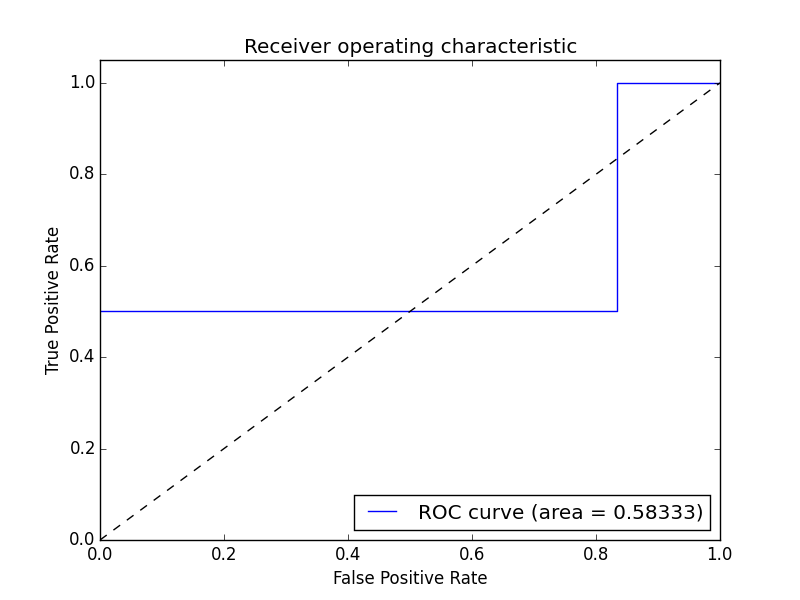 Receiver operating characteristic
1.0
0.8
0.6
0.4
0.2
0.0
True Positive Rate
ROC curve (area = 0.58333)
0.0 0.2 0.4 0.6 0.8 1.0
False Positive Rate